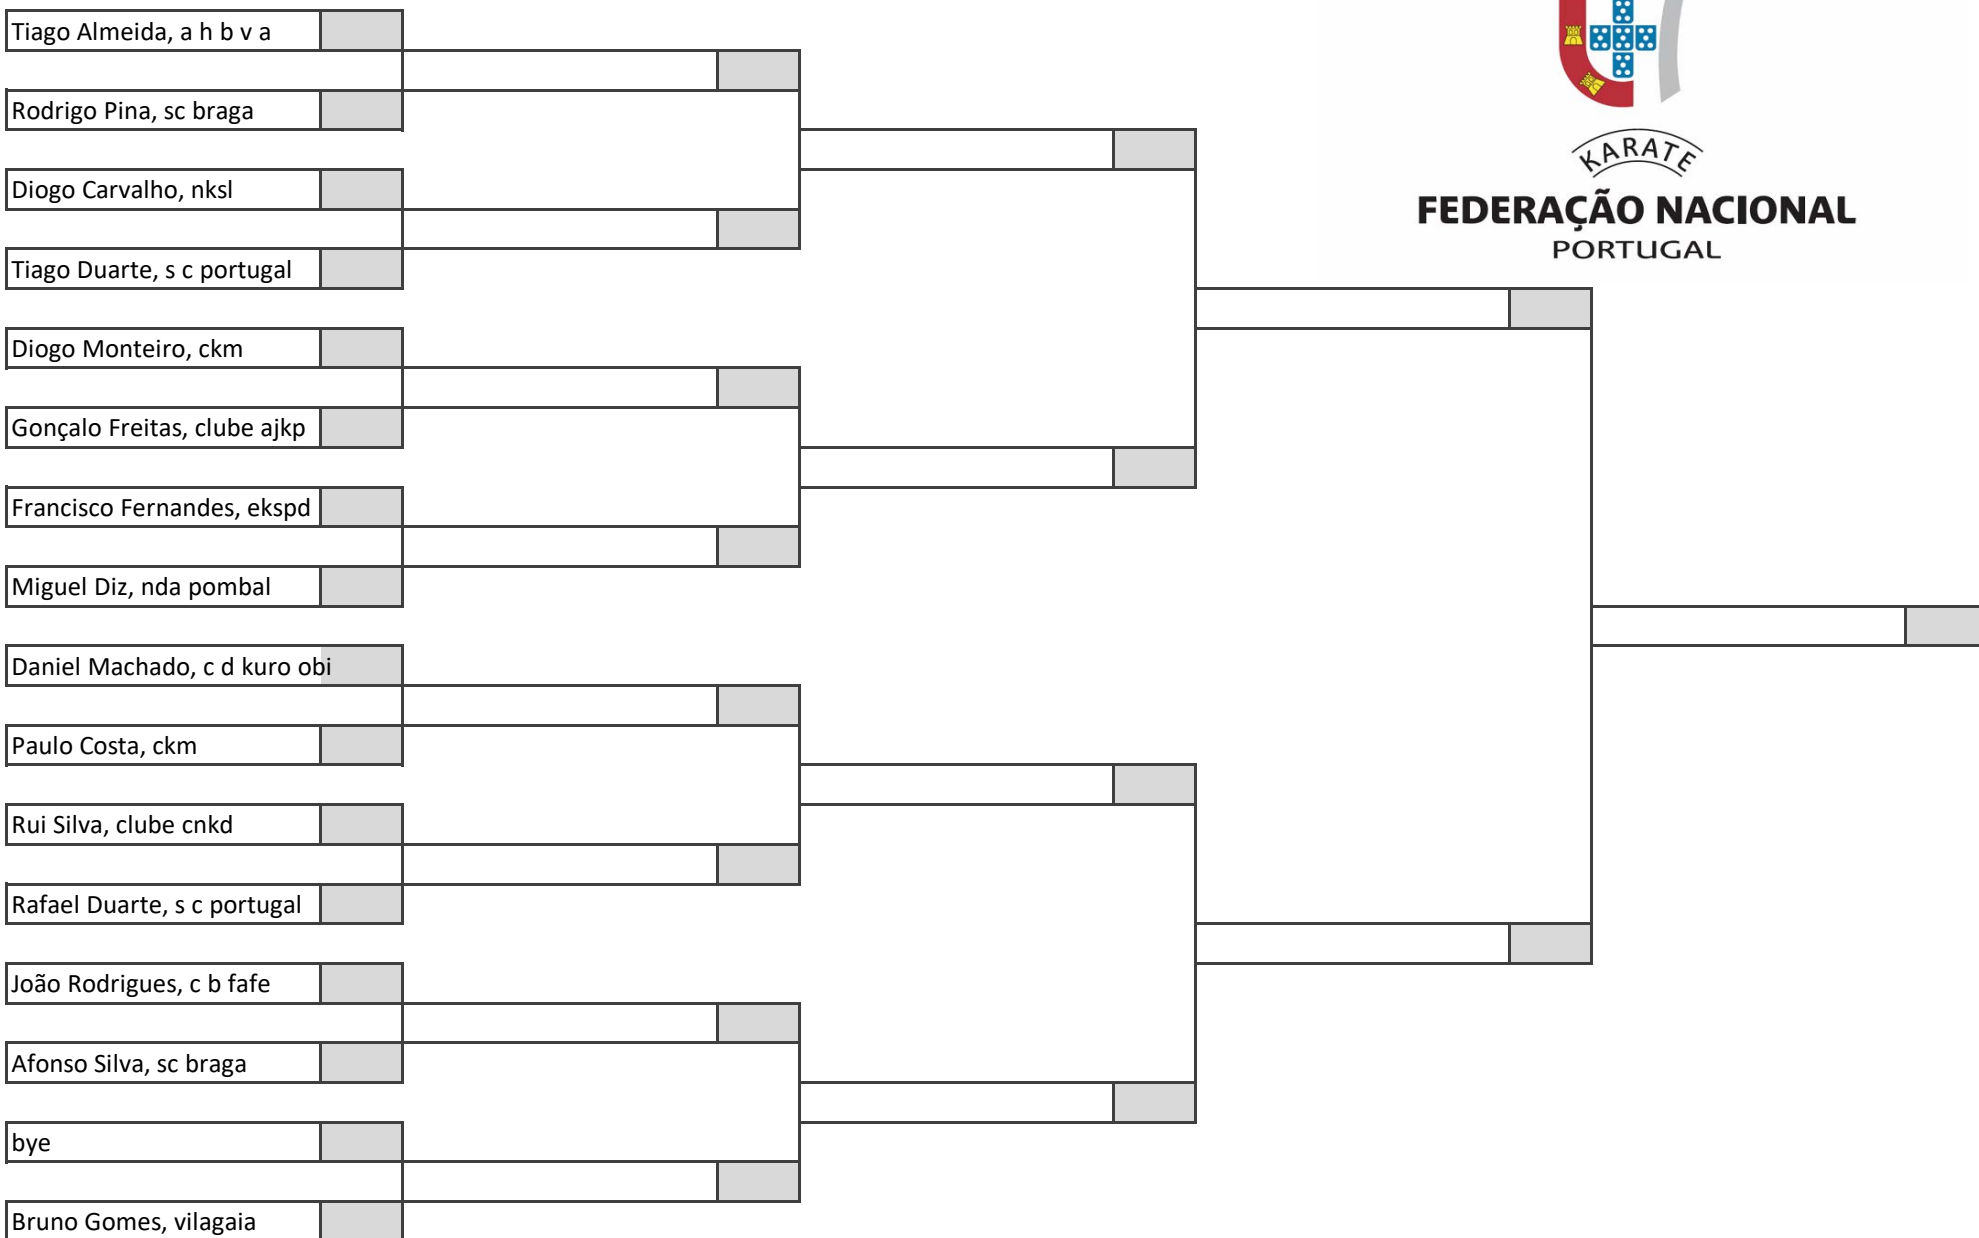 Tiago Almeida, a h b v a
Rodrigo Pina, sc braga
Diogo Carvalho, nksl
Tiago Duarte, s c portugal
Diogo Monteiro, ckm
Gonçalo Freitas, clube ajkp
Francisco Fernandes, ekspd
Miguel Diz, nda pombal
Daniel Machado, c d kuro obi
Paulo Costa, ckm
Rui Silva, clube cnkd
Rafael Duarte, s c portugal
João Rodrigues, c b fafe
Afonso Silva, sc braga
bye
Bruno Gomes, vilagaia
KARATE
FEDERAÇÃO NACIONAL
PORTUGAL